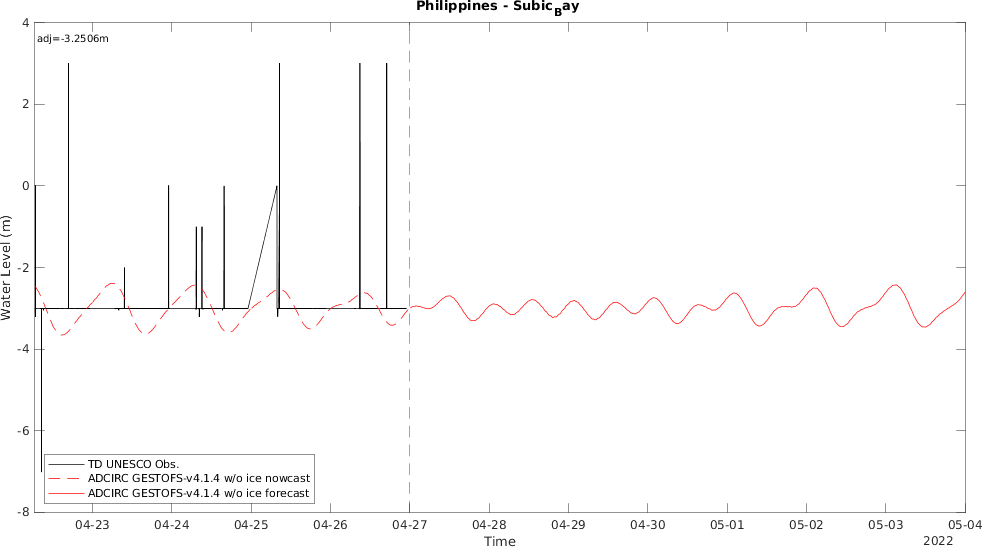 Philippines - Subic_Bay
adj=-3.2506m
4
2
0
-2
-4
-6
-8
Water Level (m)
TD UNESCO Obs.
ADCIRC GESTOFS-v4.1.4 w/o ice nowcast
ADCIRC GESTOFS-v4.1.4 w/o ice forecast
04-23 04-24 04-25 04-26 04-27 04-28 04-29 04-30 05-01 05-02 05-03 05-04
Time
2022